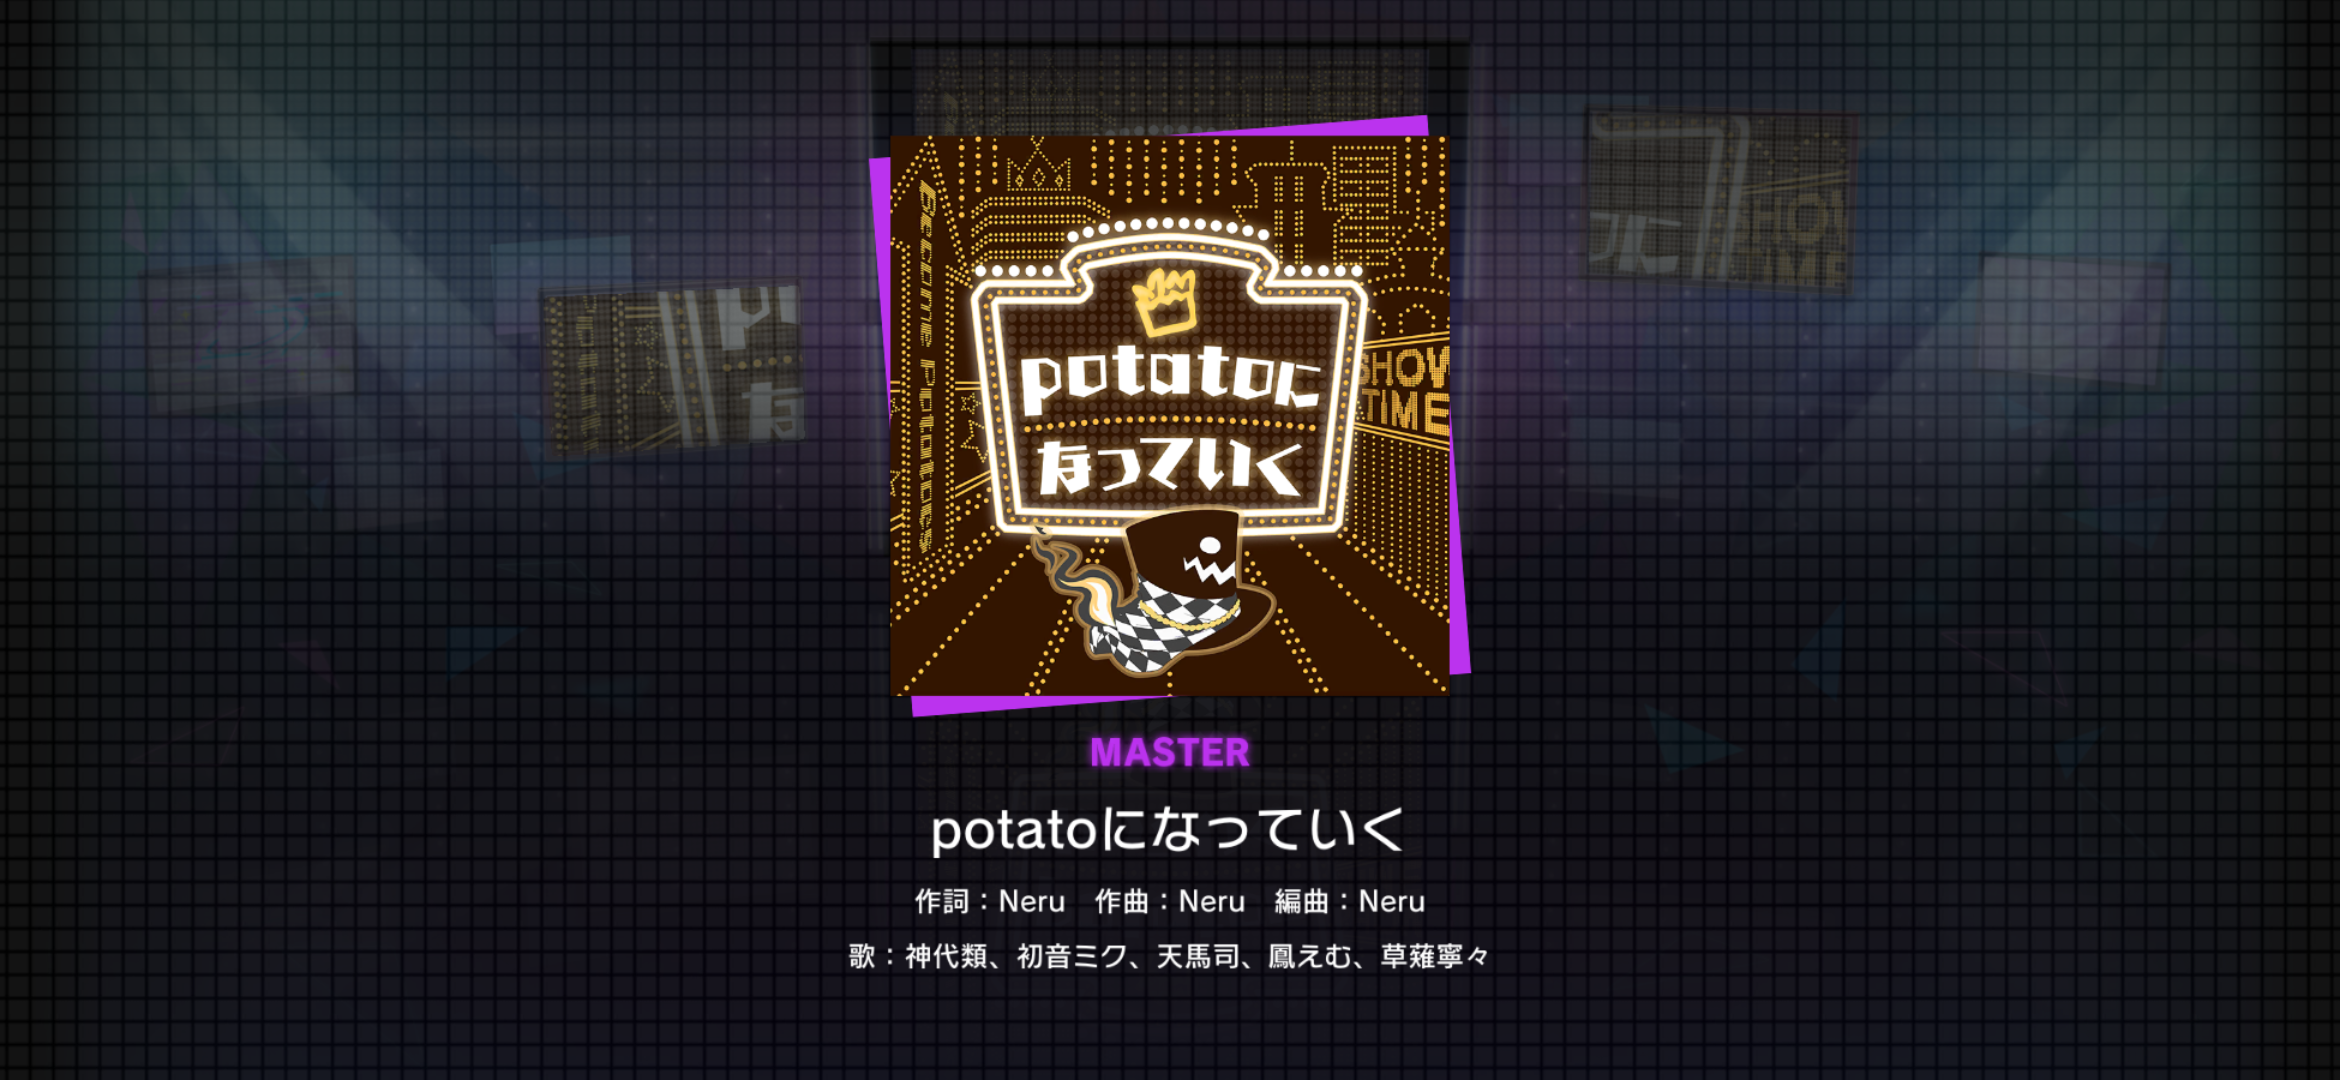 Become Potatoes
potatoに
なっていく
SHOW
TIME
MASTER
potatoになっていく
作詞：Neru　作曲：Neru　編曲：Neru
歌：神代類、初音ミク、天馬司、鳳えむ、草薙寧々